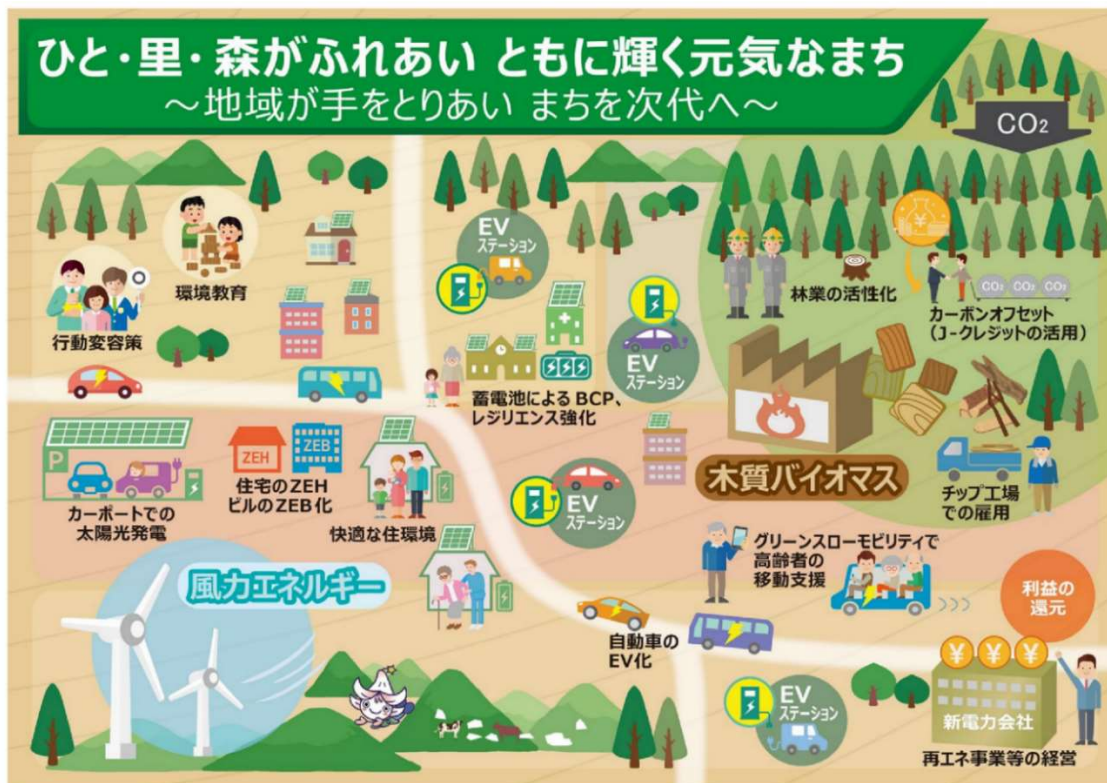 ひと・里・森がふれあい ともに輝く元気なまち
～地域が手をとりあい まちを次代へ～
CO₂
環境教育
行動変容策
EV
ステーション
EV
ステーション
蓄電池による BCP、
レジリエンス強化
林業の活性化
¥
CO₂ CO₂ CO₂
カーボンオフセット
(J-クレジットの活用)
木質バイオマス
チップ工場
での雇用
P
カーポートでの
太陽光発電
ZEH
ZEB
住宅のZEH
ビルのZEB化
快適な住環境
EV
ステーション
風力エネルギー
グリーンスローモビリティで
高齢者の
移動支援
自動車の
EV化
利益の
還元
EV
ステーション
¥ ¥ ¥
新電力会社
再エネ事業等の経営